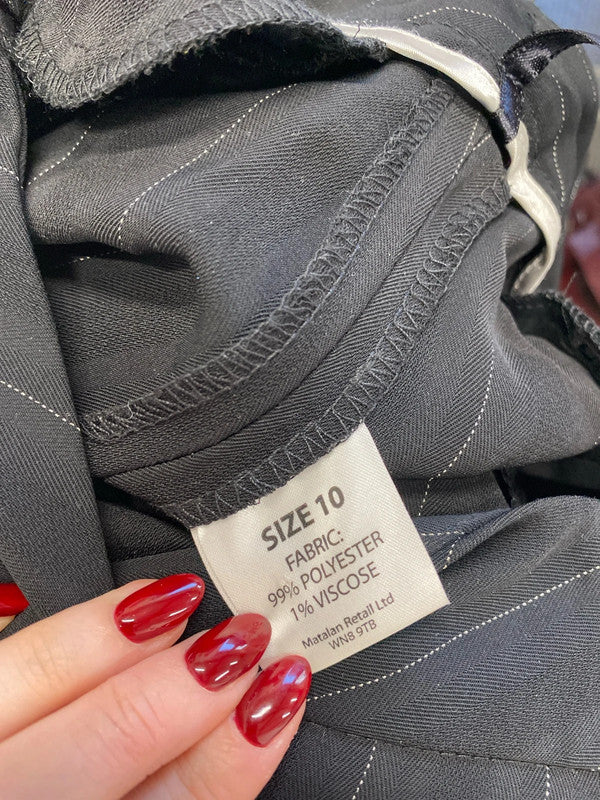 SIZE 10
FABRIC:
99% POLYESTER
1% VISCOSE
Matalan Retail Ltd
WN8 9TB